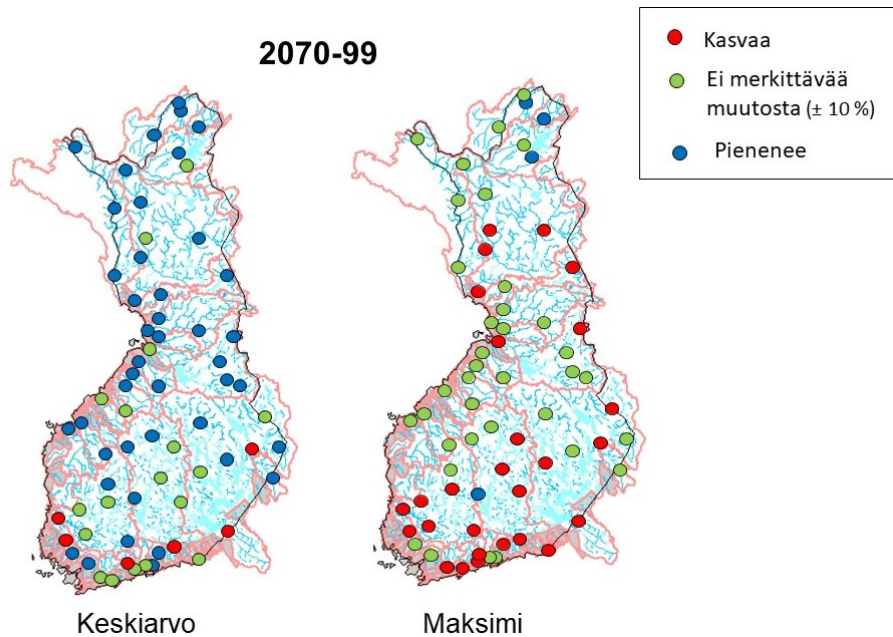 2070-99
Kasvaa
Ei merkittävää
muutosta (± 10 %)
Pienenee
Keskiarvo
Maksimi